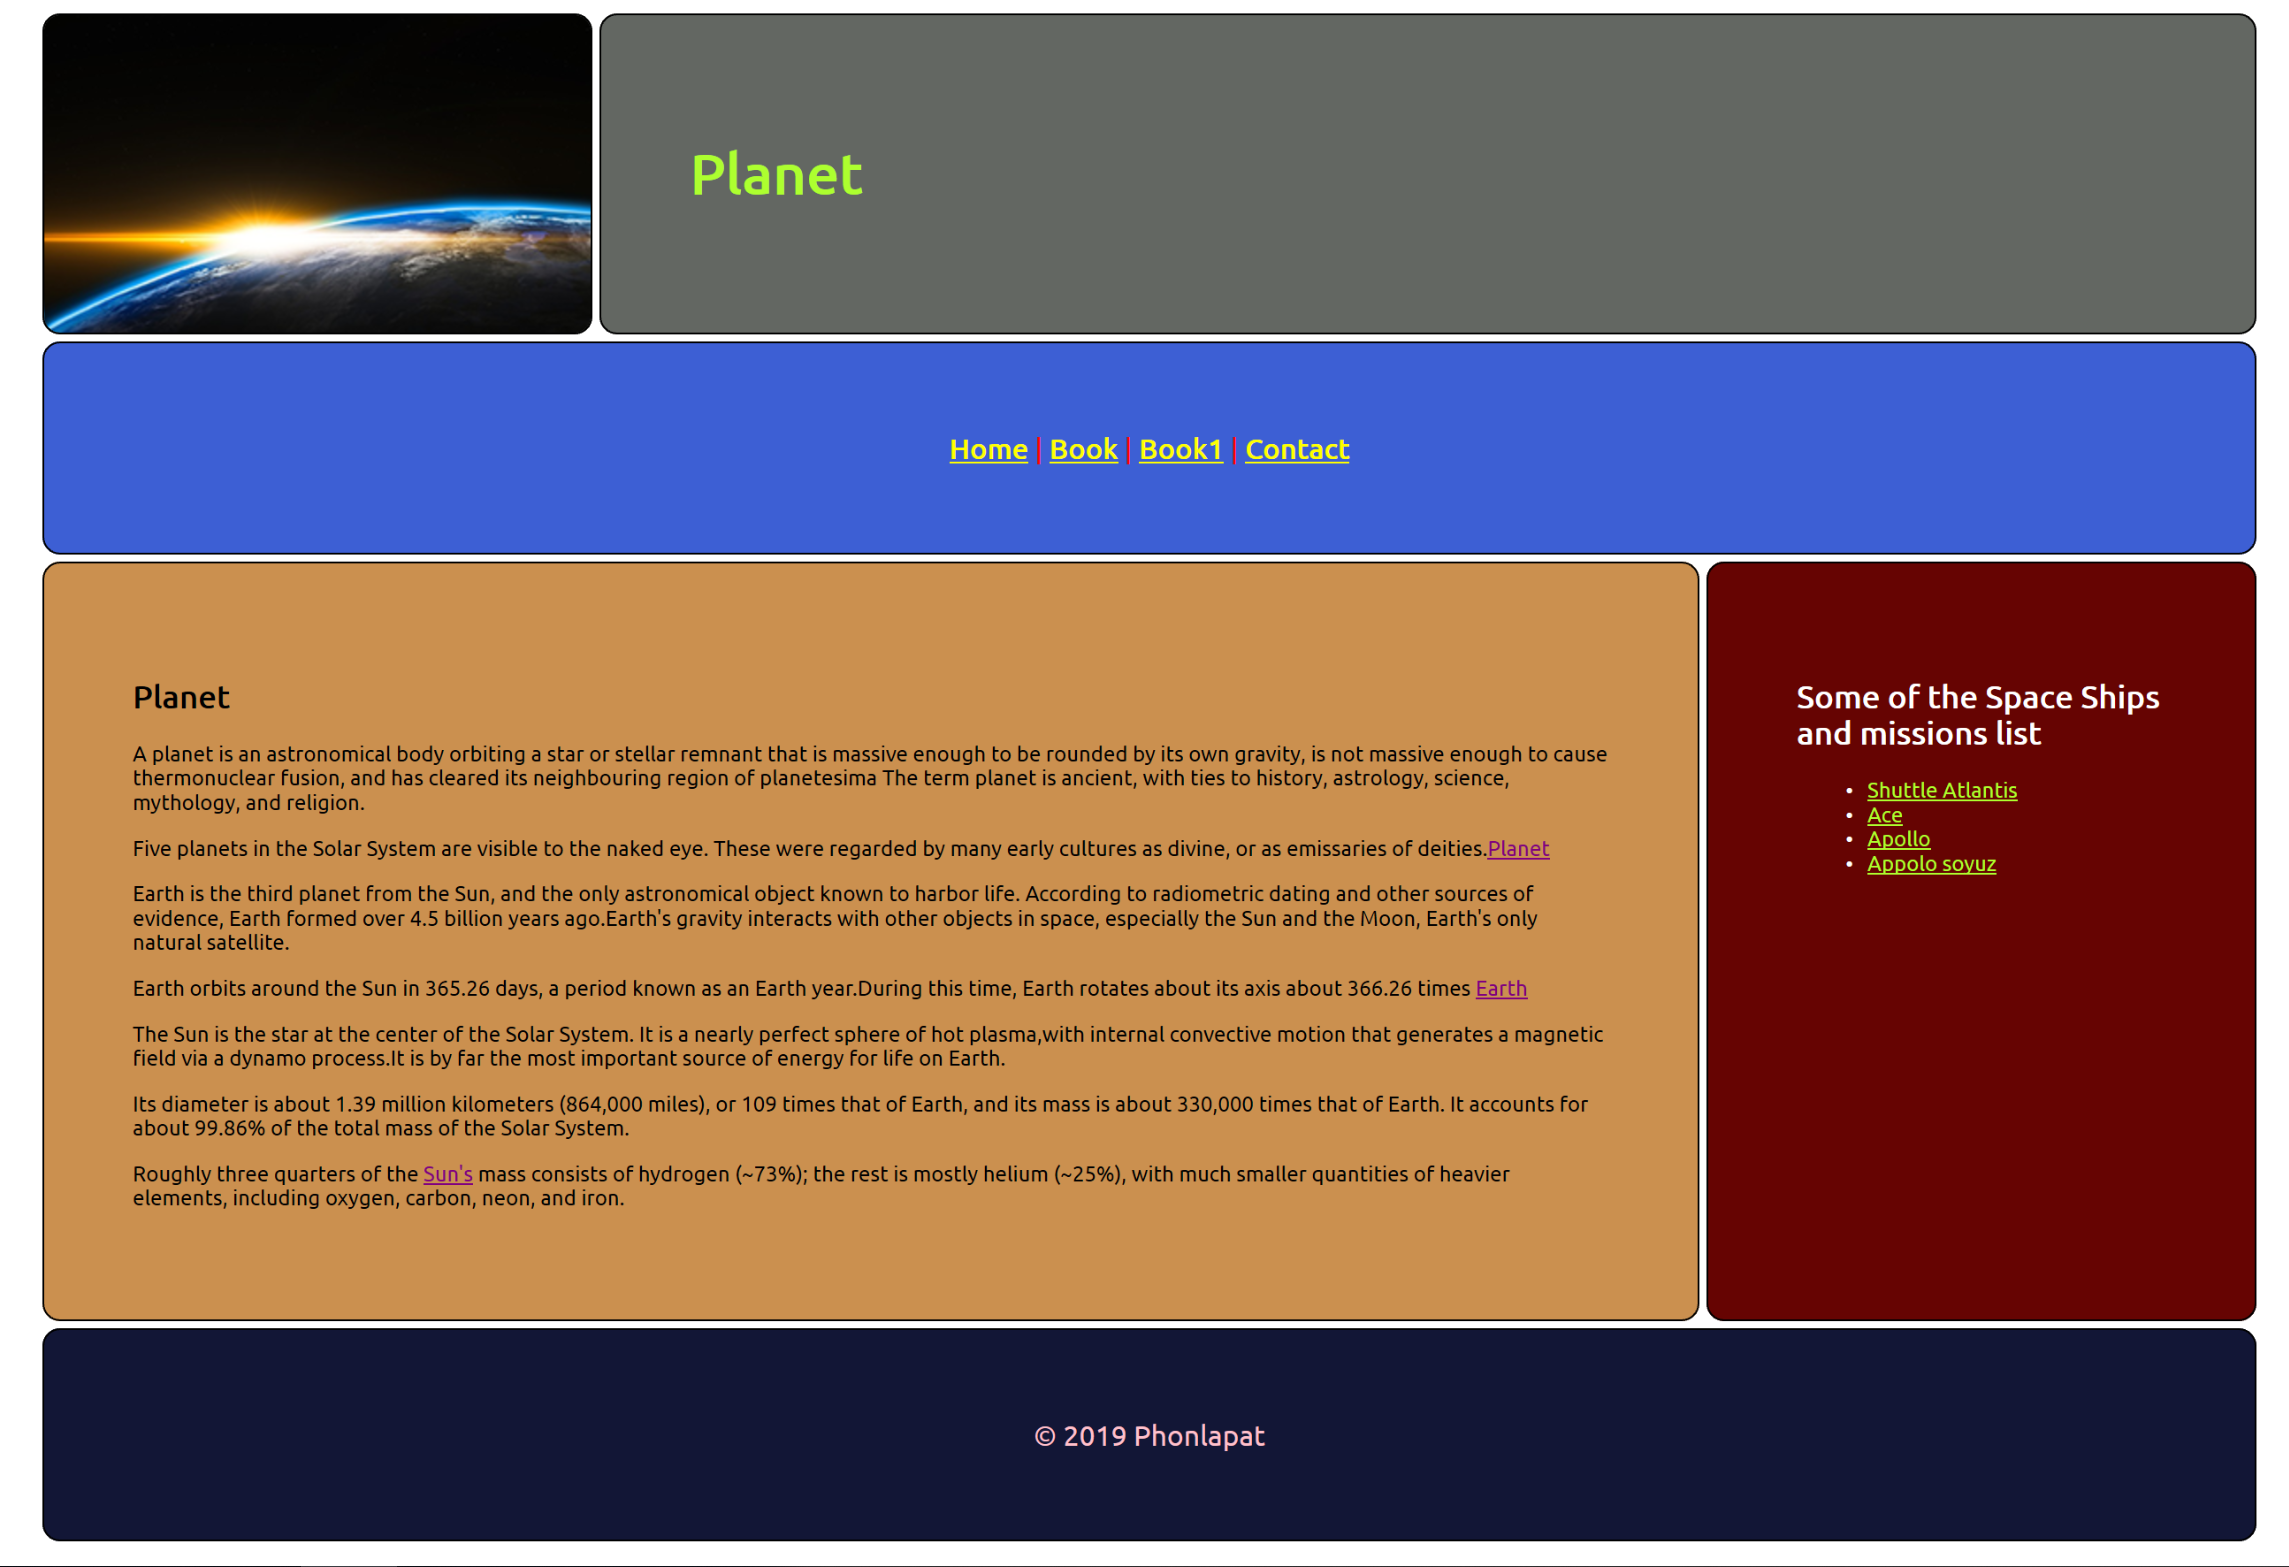 Planet
Home | Book | Book1 | Contact
Planet
A planet is an astronomical body orbiting a star or stellar remnant that is massive enough to be rounded by its own gravity, is not massive enough to cause
thermonuclear fusion, and has cleared its neighbouring region of planetesima The term planet is ancient, with ties to history, astrology, science,
mythology, and religion.
Five planets in the Solar System are visible to the naked eye. These were regarded by many early cultures as divine, or as emissaries of deities.Planet
Earth is the third planet from the Sun, and the only astronomical object known to harbor life. According to radiometric dating and other sources of
evidence, Earth formed over 4.5 billion years ago.Earth's gravity interacts with other objects in space, especially the Sun and the Moon, Earth's only
natural satellite.
Earth orbits around the Sun in 365.26 days, a period known as an Earth year.During this time, Earth rotates about its axis about 366.26 times Earth
The Sun is the star at the center of the Solar System. It is a nearly perfect sphere of hot plasma,with internal convective motion that generates a magnetic
field via a dynamo process.It is by far the most important source of energy for life on Earth.
Its diameter is about 1.39 million kilometers (864,000 miles), or 109 times that of Earth, and its mass is about 330,000 times that of Earth. It accounts for
about 99.86% of the total mass of the Solar System.
Roughly three quarters of the Sun's mass consists of hydrogen (~73%); the rest is mostly helium (~25%), with much smaller quantities of heavier
elements, including oxygen, carbon, neon, and iron.
Some of the Space Ships
and missions list
• Shuttle Atlantis
• Ace
• Apollo
• Appolo soyuz
© 2019 Phonlapat